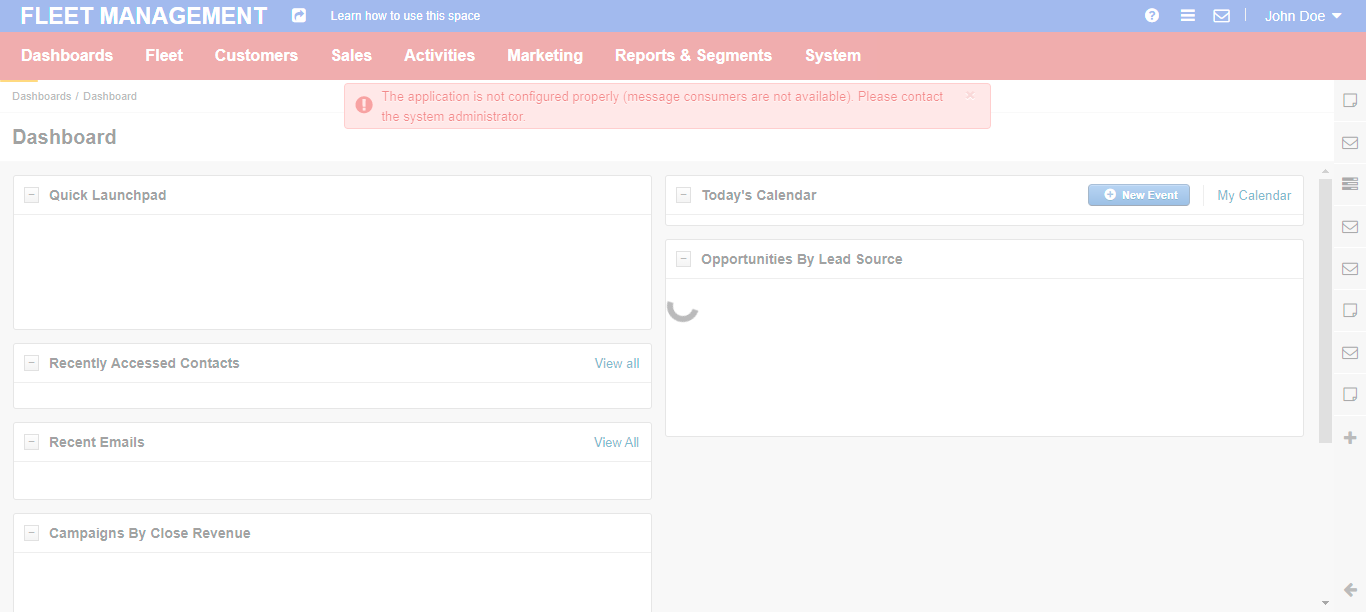 FLEET MANAGEMENT
Learn how to use this space
John Doe
Dashboards Fleet Customers Sales Activities Marketing Reports & Segments System
Dashboards / Dashboard
The application is not configured properly (message consumers are not available). Please contact
the system administrator.
Dashboard
Quick Launchpad
Recently Accessed Contacts View all
Recent Emails View All
Campaigns By Close Revenue
Today's Calendar New Event My Calendar
Opportunities By Lead Source